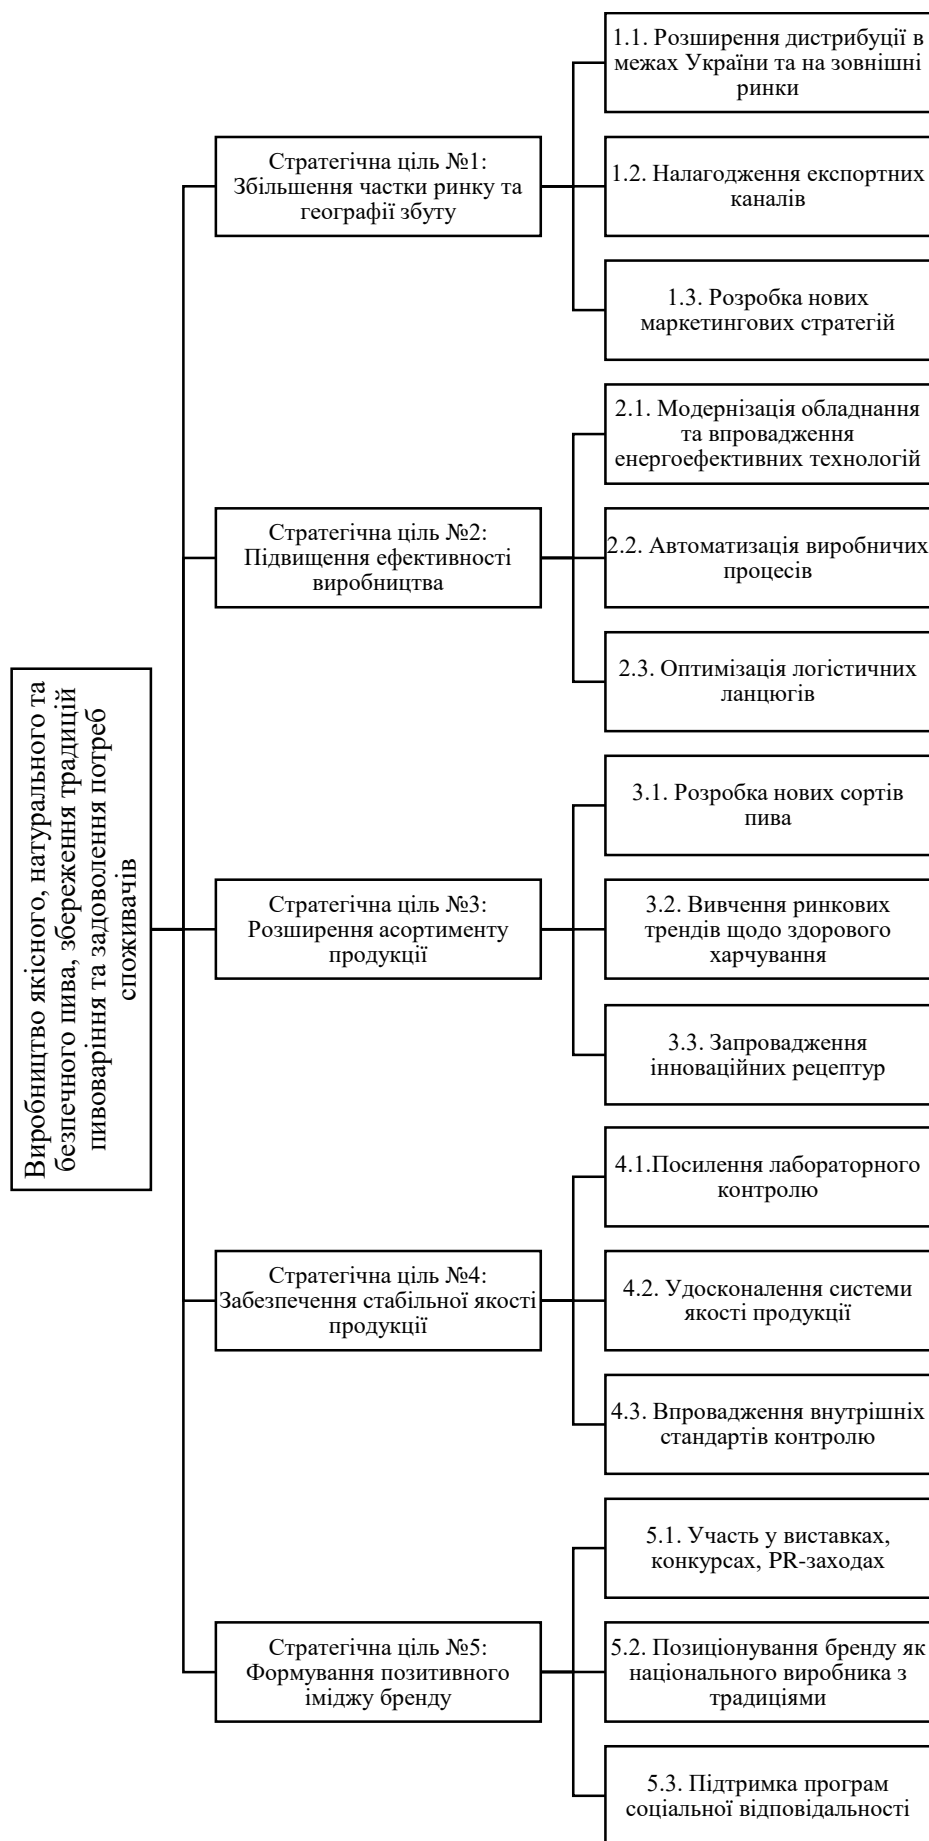 Виробництво якісного, натурального та
безпечного пива, збереження традицій
пивоваріння та задоволення потреб
споживачів
Стратегічна ціль №1:
Збільшення частки ринку та
географії збуту
1.1. Розширення дистрибуції в
межах України та на зовнішні
ринки
1.2. Налагодження експортних
каналів
1.3. Розробка нових
маркетингових стратегій
Стратегічна ціль №2:
Підвищення ефективності
виробництва
2.1. Модернізація обладнання
та впровадження
енергоефективних технологій
2.2. Автоматизація виробничих
процесів
2.3. Оптимізація логістичних
ланцюгів
Стратегічна ціль №3:
Розширення асортименту
продукції
3.1. Розробка нових сортів
пива
3.2. Вивчення ринкових
трендів щодо здорового
харчування
3.3. Запровадження
інноваційних рецептур
Стратегічна ціль №4:
Забезпечення стабільної якості
продукції
4.1.Посилення лабораторного
контролю
4.2. Удосконалення системи
якості продукції
4.3. Впровадження внутрішніх
стандартів контролю
Стратегічна ціль №5:
Формування позитивного
іміджу бренду
5.1. Участь у виставках,
конкурсах, PR-заходах
5.2. Позиціонування бренду як
національного виробника з
традиціями
5.3. Підтримка програм
соціальної відповідальності